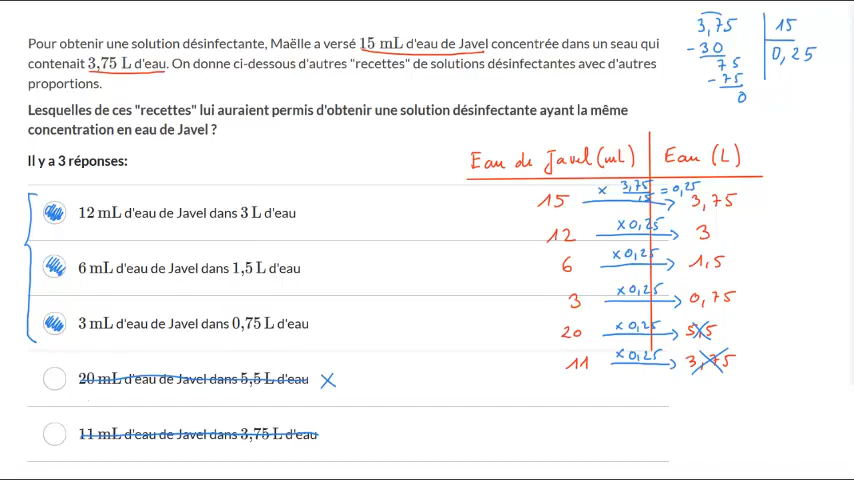 Pour obtenir une solution désinfectante, Maëlle a versé 15 mL d'eau de Javel concentrée dans un seau qui
contenait 3,75 L d'eau. On donne ci-dessous d'autres "recettes" de solutions désinfectantes avec d'autres
proportions.
Lesquelles de ces "recettes" lui auraient permis d'obtenir une solution désinfectante ayant la même
concentration en eau de Javel ?
Il y a 3 réponses:
12 mL d'eau de Javel dans 3 L d'eau
6 mL d'eau de Javel dans 1,5 L d'eau
3 mL d'eau de Javel dans 0,75 L d'eau
20 mL d'eau de Javel dans 5,5 L d'eau ×
11 mL d'eau de Javel dans 3,75 L d'eau
3,75 15
-30 0,25
75
-75
0
Eau de Javel (mL) Eau (L)
15 × 3,75/15 = 0,25 3,75
12 ×0,25 3
6 ×0,25 1,5
3 ×0,25 0,75
20 ×0,25 5,5
11 ×0,25 3,75